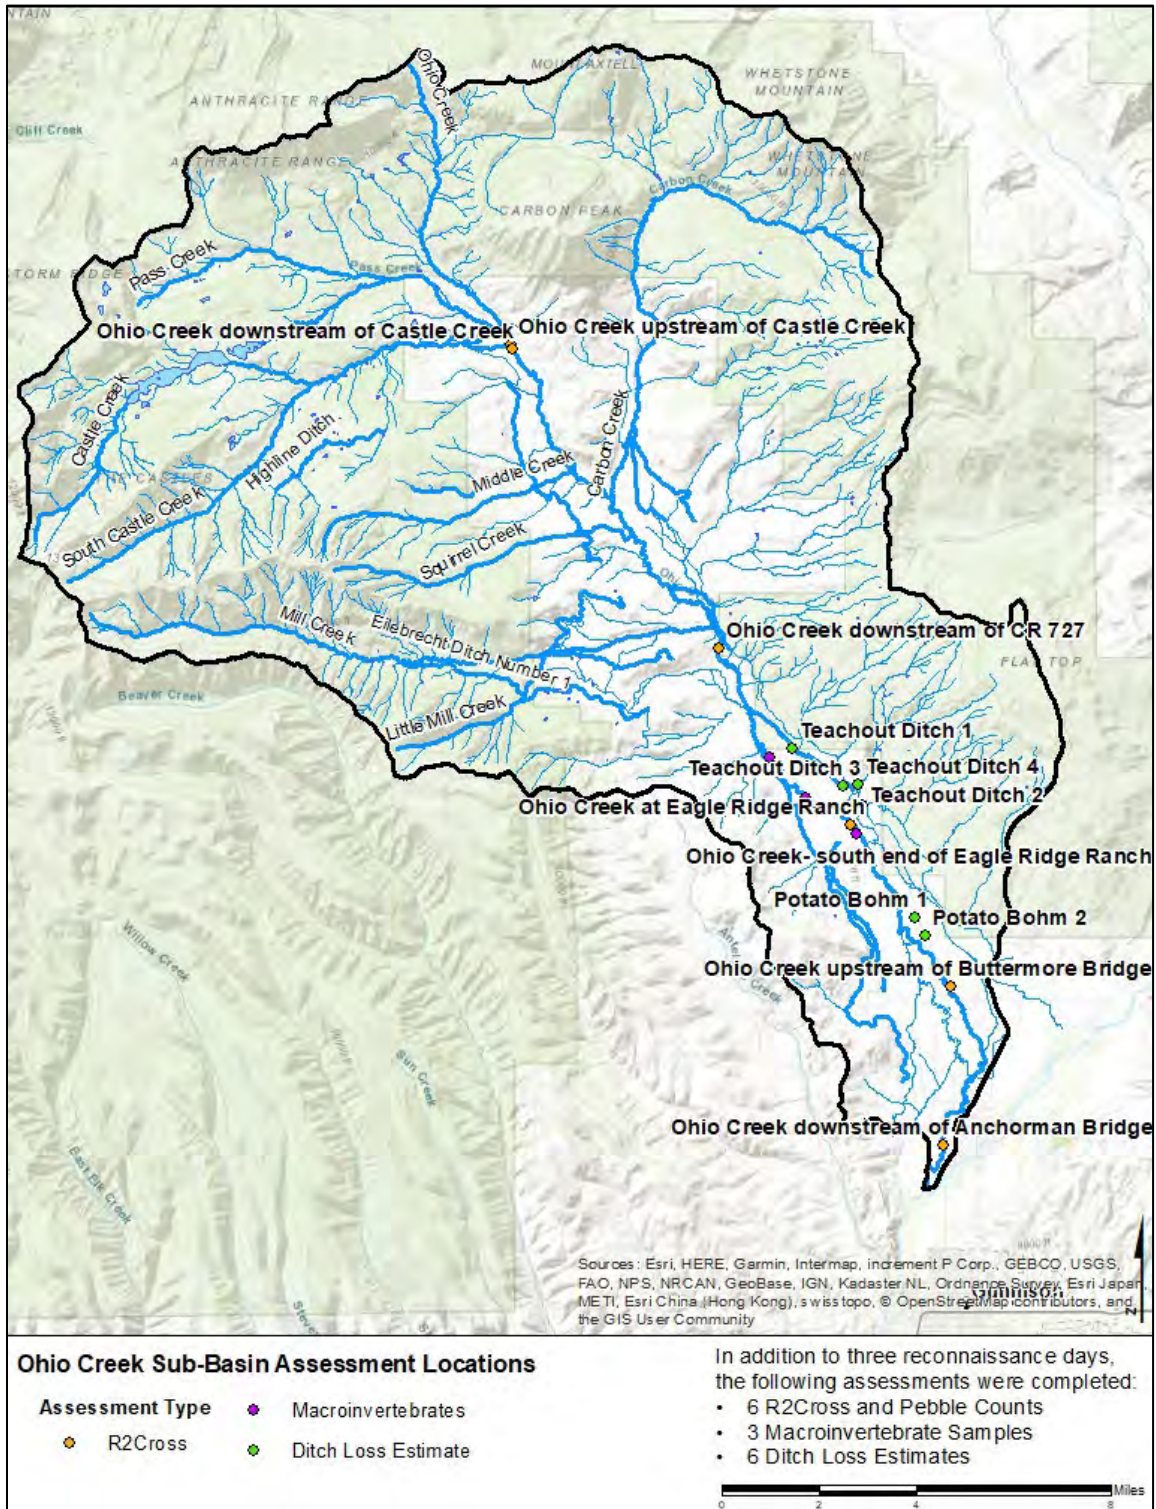 NTAIN
Ohio Creek
MOUNT AXTELL
WHETSTONE
MOUNTAIN
ANTHRACITE RANGE
Cliff Creek
ANTHRACITE RANGE
WHETSTONE
MOUNTAIN
Carbon Creek
CARBON PEAK
Pass Creek
Pass Creek
STORM RIDGE
Ohio Creek downstream of Castle Creek
Ohio Creek upstream of Castle Creek
Castle Creek
Carbon Creek
Highline Ditch
Middle Creek
South Castle Creek
Squirrel Creek
Mill Creek
Eilebrecht Ditch Number 1
Ohio Creek downstream of CR 727
FLAT TOP
Beaver Creek
Little Mill Creek
Teachout Ditch 1
Teachout Ditch 3
Teachout Ditch 4
Teachout Ditch 2
Ohio Creek at Eagle Ridge Ranch
Ohio Creek- south end of Eagle Ridge Ranch
Potato Bohm 1
Potato Bohm 2
Willow Creek
Creek
Ohio Creek upstream of Buttermore Bridge
Sun Creek
Ohio Creek downstream of Anchorman Bridge
East Elk Creek
Sources: Esri, HERE, Garmin, Intermap, increment P Corp., GEBCO, USGS,
FAO, NPS, NRCAN, GeoBase, IGN, Kadaster NL, Ordnance Survey, Esri Japan,
METI, Esri China (Hong Kong), swisstopo, © OpenStreetMap contributors, and
the GIS User Community
Gunnison
N
Ohio Creek Sub-Basin Assessment Locations
Assessment Type
R2Cross
Macroinvertebrates
Ditch Loss Estimate
In addition to three reconnaissance days,
the following assessments were completed:
• 6 R2Cross and Pebble Counts
• 3 Macroinvertebrate Samples
• 6 Ditch Loss Estimates
Miles
0 2 4 8